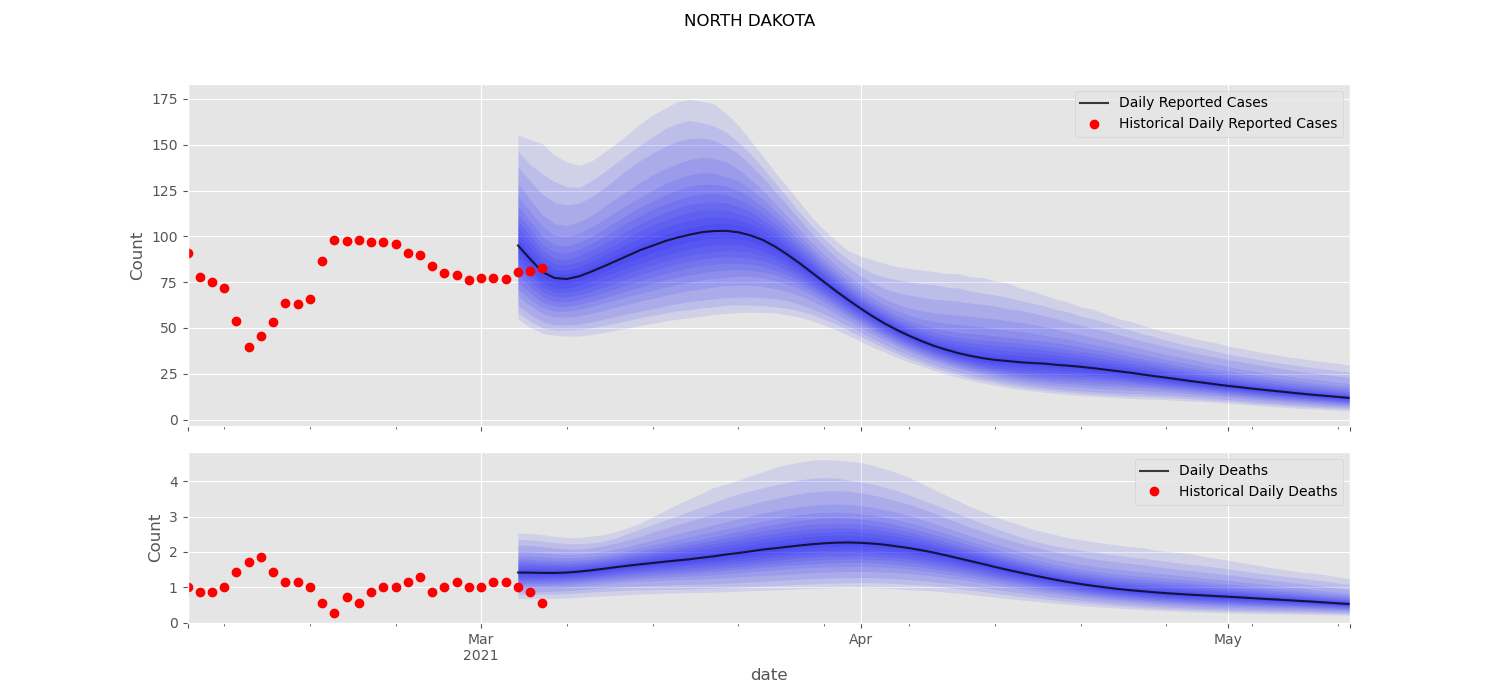 NORTH DAKOTA
Daily Reported Cases
Historical Daily Reported Cases
175
150
125
100
75
50
25
0
Count
Daily Deaths
Historical Daily Deaths
4
3
2
1
0
Count
Mar
2021
Apr
May
date